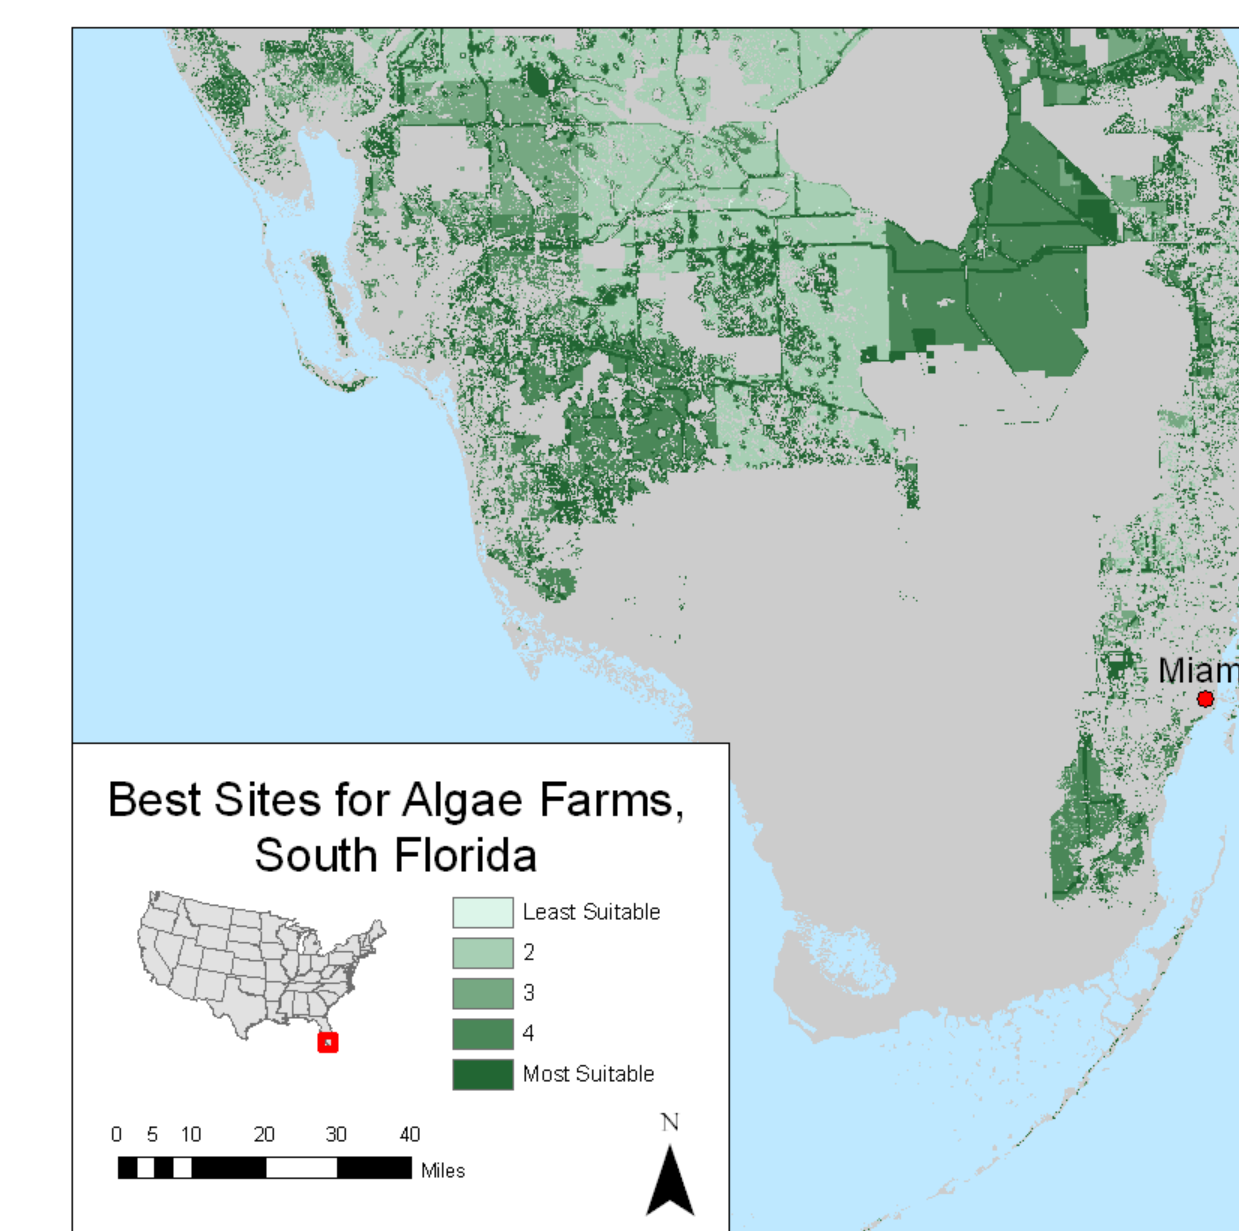 Miam
Best Sites for Algae Farms,
South Florida
Least Suitable
2
3
4
Most Suitable
0 5 10 20 30 40
Miles
N